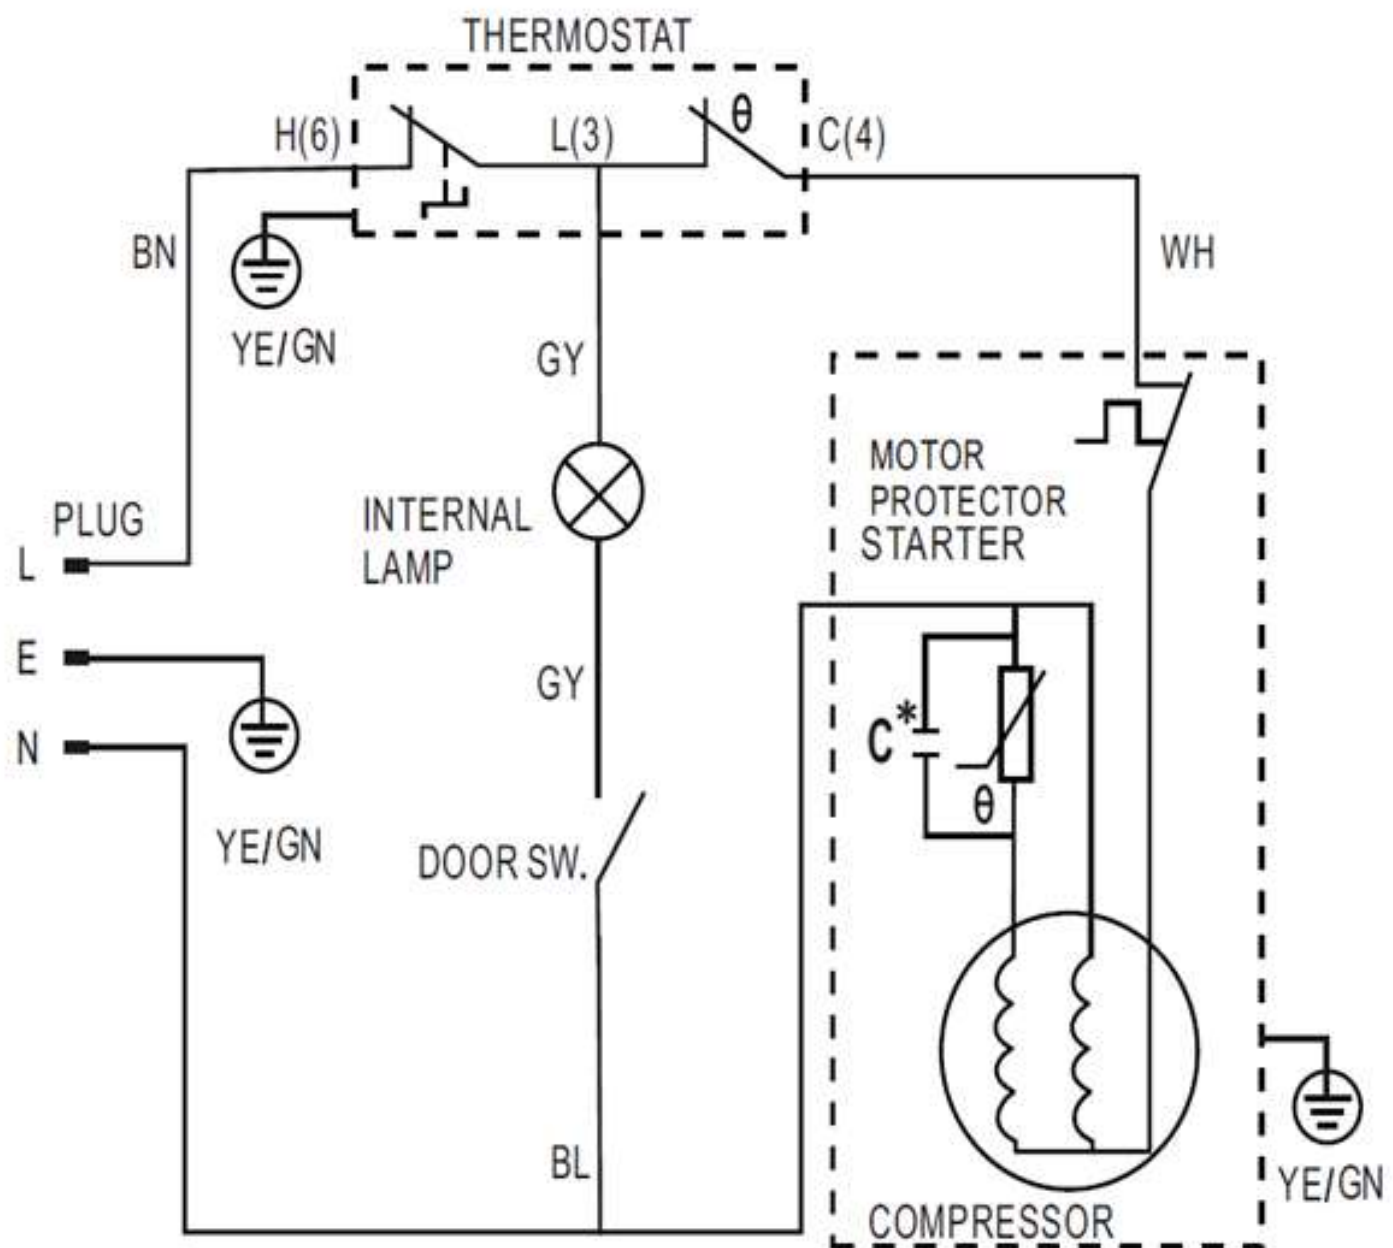 THERMOSTAT
H(6)
L(3)
θ
C(4)
BN
WH
YE/GN
GY
MOTOR
PROTECTOR
STARTER
INTERNAL
LAMP
PLUG
L
E
N
GY
C*
θ
YE/GN
DOOR SW.
BL
YE/GN
COMPRESSOR